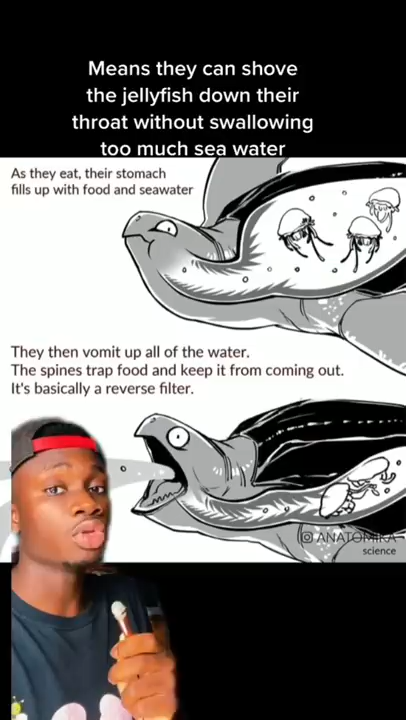 Means they can shove
the jellyfish down their
throat without swallowing
too much sea water
As they eat, their stomach
fills up with food and seawater
They then vomit up all of the water.
The spines trap food and keep it from coming out.
It's basically a reverse filter.
ANATOMIKA
science